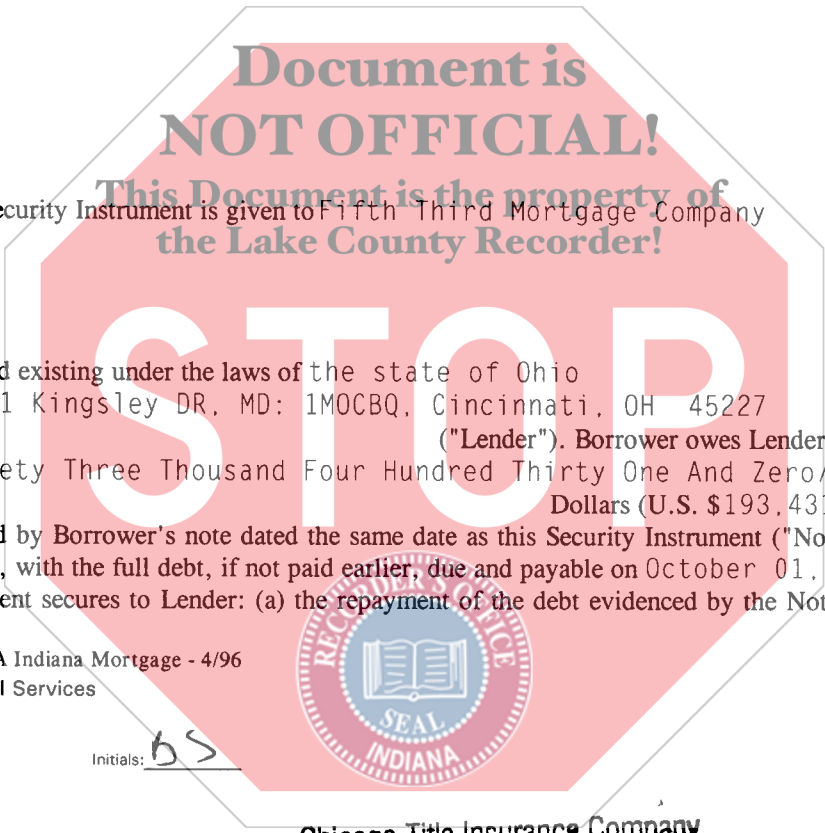 Document is
NOT OFFICIAL!
This Document is the property of
ecurity Instrument is given to Fifth Third Mortgage Company
the Lake County Recorder!
STOP
d existing under the laws of the state of Ohio
1 Kingsley DR, MD: 1MOCBQ, Cincinnati, OH 45227
("Lender"). Borrower owes Lender
ety Three Thousand Four Hundred Thirty One And Zero/
Dollars (U.S. $193,431
d by Borrower's note dated the same date as this Security Instrument ("No
, with the full debt, if not paid earlier, due and payable on October 01,
ent secures to Lender: (a) the repayment of the debt evidenced by the Not
RECORDER'S OFFICE
A Indiana Mortgage - 4/96
l Services
SEAL
INDIANA
Initials: DS
Chicago Title Insurance Company